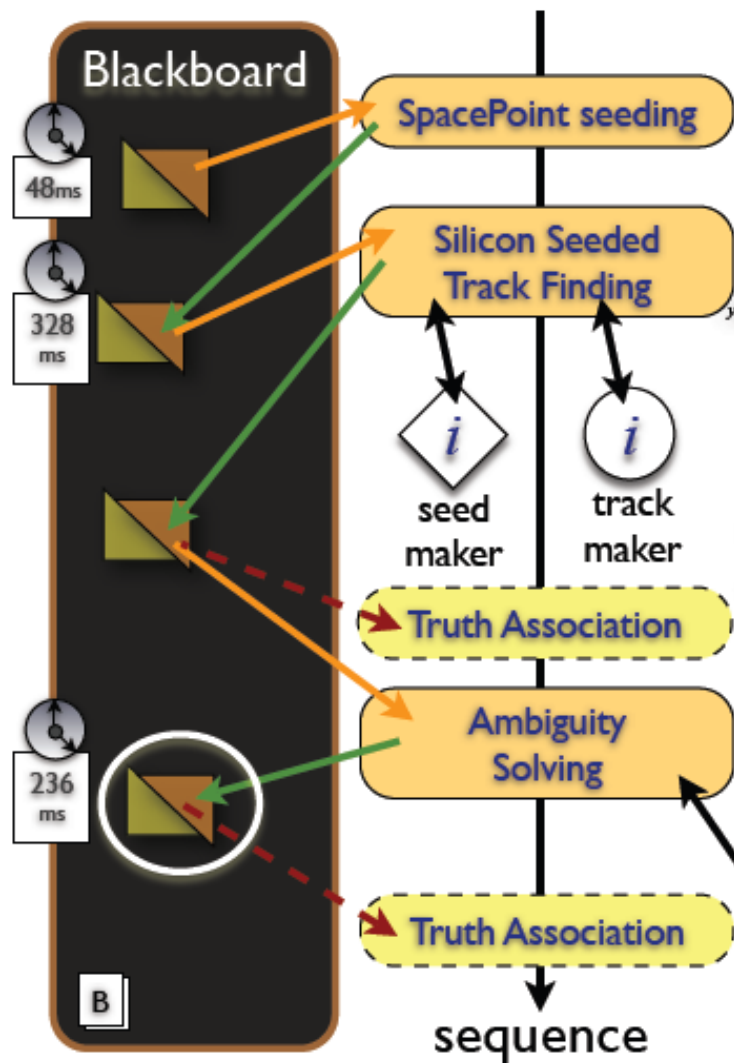 Blackboard
SpacePoint seeding
48ms
Silicon Seeded
Track Finding
328
ms
y
i
i
seed
maker
track
maker
Truth Association
Ambiguity
Solving
236
ms
Truth Association
B
sequence